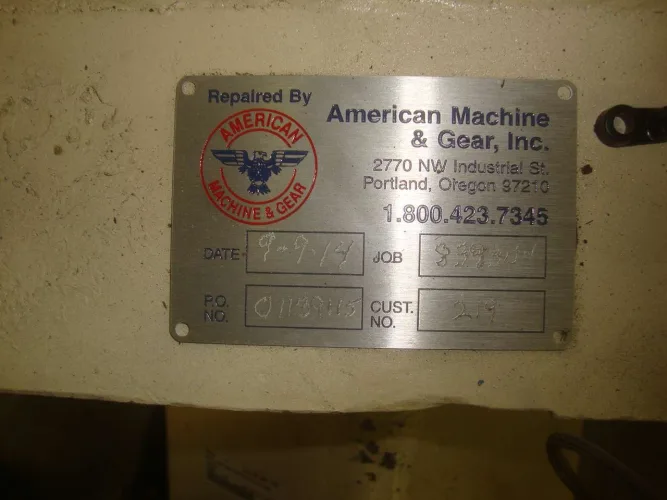 Repaired By
AMERICAN
MACHINE & GEAR
American Machine
& Gear, Inc.
2770 NW Industrial St.
Portland, Oregon 97210
1.800.423.7345
DATE 9-9-14 JOB
P.O. NO. CUST. NO.